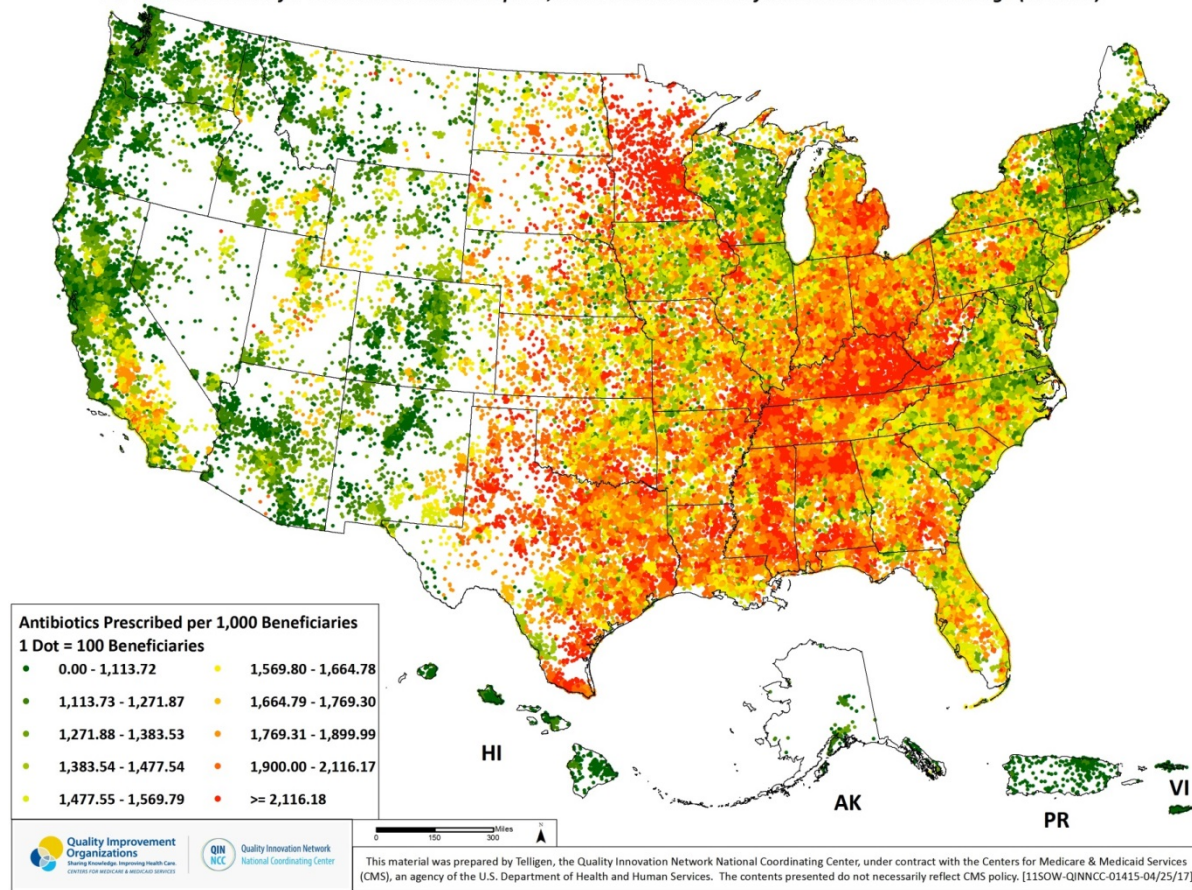 Antibiotics Prescribed per 1,000 Beneficiaries
1 Dot = 100 Beneficiaries
0.00 - 1,113.72
1,113.73 - 1,271.87
1,271.88 - 1,383.53
1,383.54 - 1,477.54
1,477.55 - 1,569.79
1,569.80 - 1,664.78
1,664.79 - 1,769.30
1,769.31 - 1,899.99
1,900.00 - 2,116.17
>= 2,116.18
HI
AK
PR
VI
Quality Improvement
Organizations
Sharing Knowledge. Improving Health Care.
CENTERS FOR MEDICARE & MEDICAID SERVICES
QIN
NCC
Quality Innovation Network
National Coordinating Center
Miles
0 150 300
N
This material was prepared by Telligen, the Quality Innovation Network National Coordinating Center, under contract with the Centers for Medicare & Medicaid Services
(CMS), an agency of the U.S. Department of Health and Human Services. The contents presented do not necessarily reflect CMS policy. [11SOW-QINNCC-01415-04/25/17]